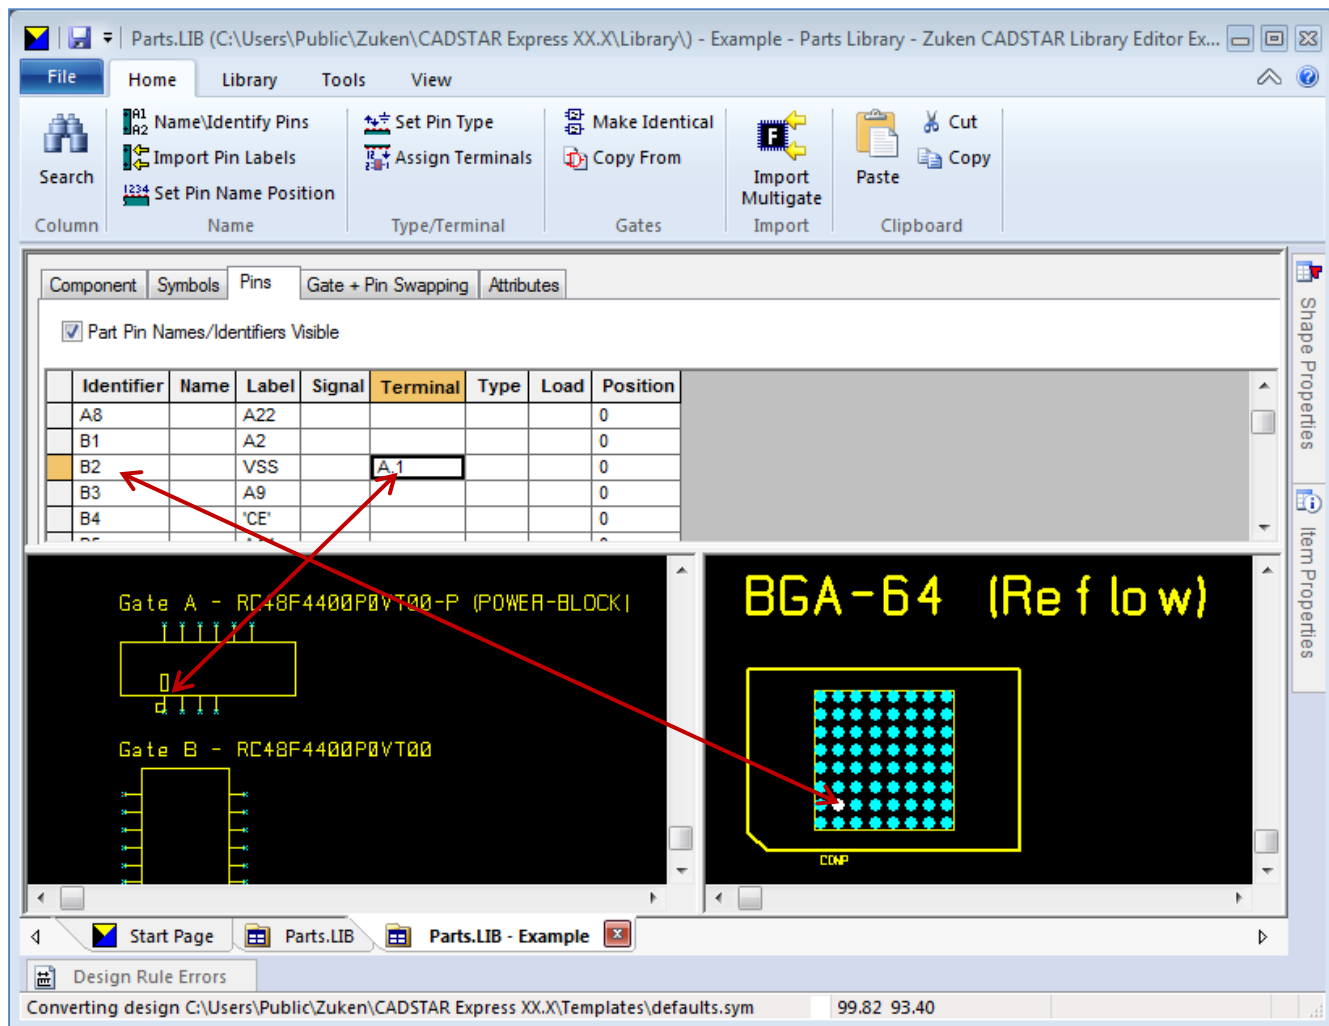 Parts.LIB (C:\Users\Public\Zuken\CADSTAR Express XX.X\Library\) - Example - Parts Library - Zuken CADSTAR Library Editor Ex...
File Home Library Tools View
Search
Column
A1 A2 Name\Identify Pins
Import Pin Labels
1234 Set Pin Name Position
Name
Set Pin Type
Assign Terminals
Type/Terminal
Make Identical
Copy From
Gates
F
Import Multigate
Import
Paste
Cut
Copy
Clipboard
Component Symbols Pins Gate + Pin Swapping Attributes
Part Pin Names/Identifiers Visible
Identifier Name Label Signal Terminal Type Load Position
A8 A22 0
B1 A2 0
B2 VSS A.1 0
B3 A9 0
B4 'CE' 0
Shape Properties
Item Properties
Gate A - RC48F4400P0VT00-P (POWER-BLOCK)
Gate B - RC48F4400P0VT00
BGA-64 (Reflow)
COMP
Start Page Parts.LIB Parts.LIB - Example
Design Rule Errors
Converting design C:\Users\Public\Zuken\CADSTAR Express XX.X\Templates\defaults.sym 99.82 93.40